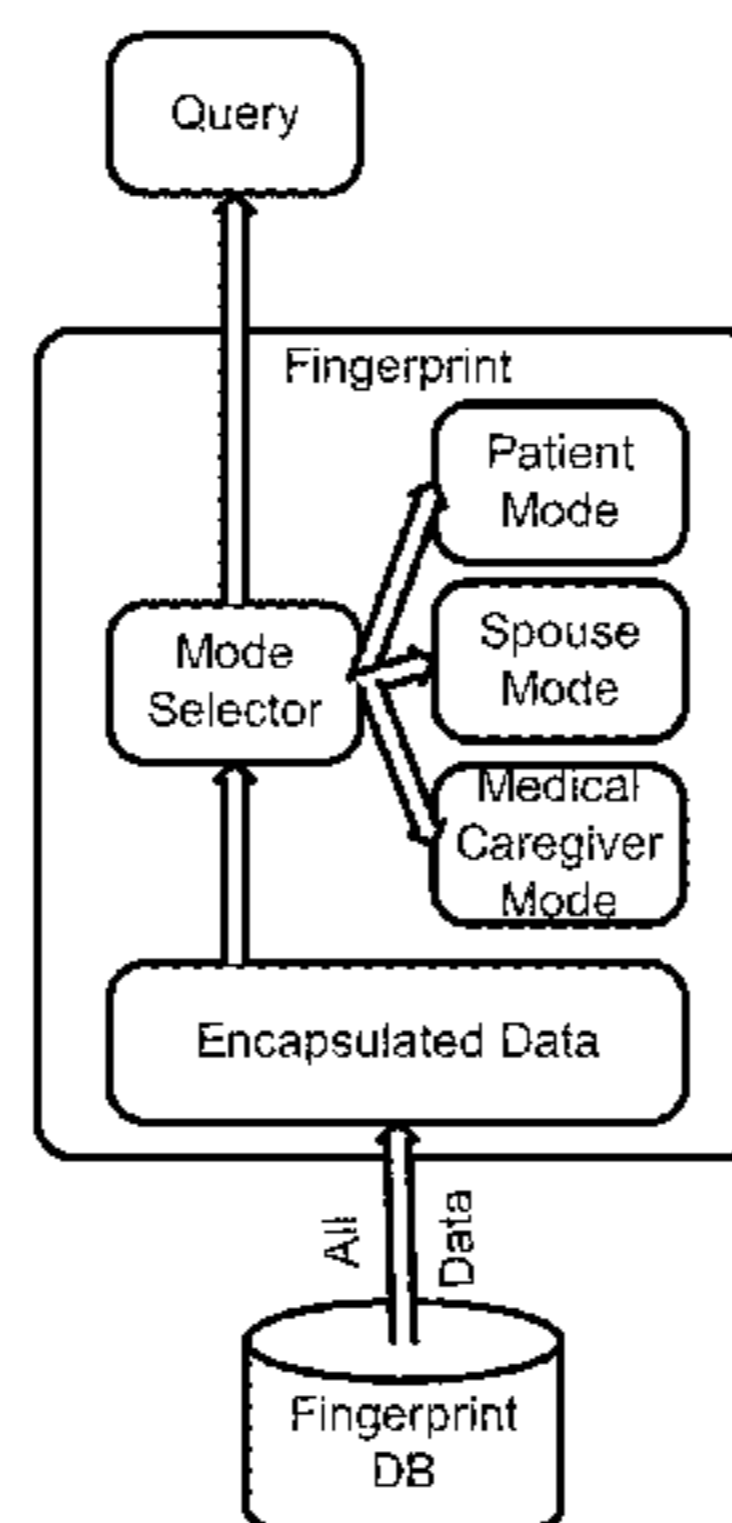 Query
Fingerprint
Patient
Mode
Mode
Selector
Spouse
Mode
Medical
Caregiver
Mode
Encapsulated Data
All
Data
Fingerprint
DB